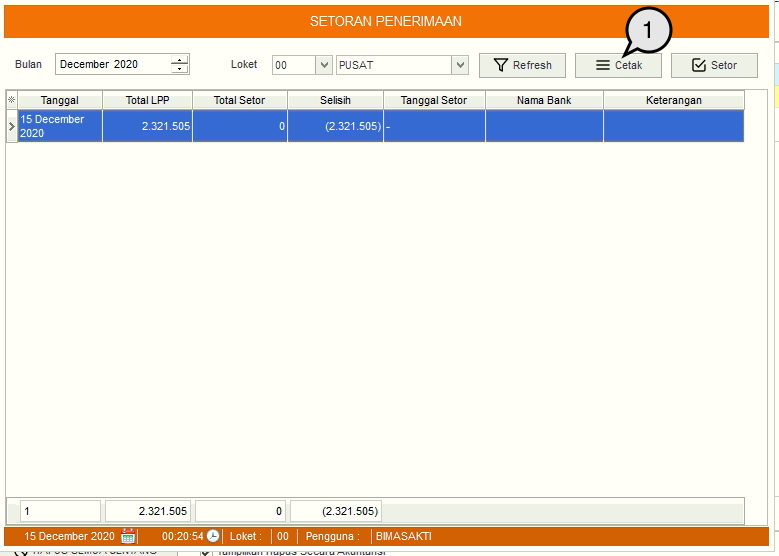 SETORAN PENERIMAAN
1
Bulan December 2020 Loket 00 PUSAT Refresh Cetak Setor
Tanggal Total LPP Total Setor Selisih Tanggal Setor Nama Bank Keterangan
15 December
2020 2.321.505 0 (2.321.505) -
1 2.321.505 0 (2.321.505)
15 December 2020 00:20:54 Loket : 00 Pengguna : BIMASAKTI